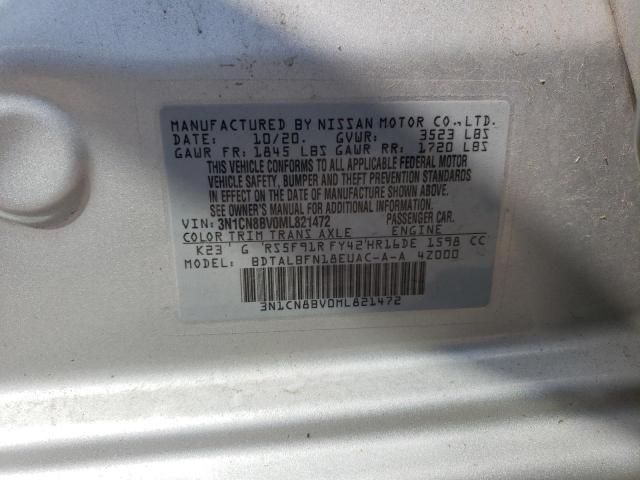 MANUFACTURED BY NISSAN MOTOR CO.,LTD.
DATE: 10/20. GVWR: 3523 LBS
GAWR FR: 1845 LBS GAWR RR: 1720 LBS
THIS VEHICLE CONFORMS TO ALL APPLICABLE FEDERAL MOTOR
VEHICLE SAFETY, BUMPER AND THEFT PREVENTION STANDARDS
IN EFFECT ON THE DATE OF MANUFACTURE SHOWN ABOVE.
SEE OWNER'S MANUAL FOR ADDITIONAL INFORMATION.
VIN: 3N1CN8BV0ML821472 PASSENGER CAR.
COLOR TRIM TRANS AXLE ENGINE
K23 G RS5F91R FY42 HR16DE 1598 CC
MODEL: BDTALBFN18EUAC-A-A 4Z000
3N1CN8BV0ML821472